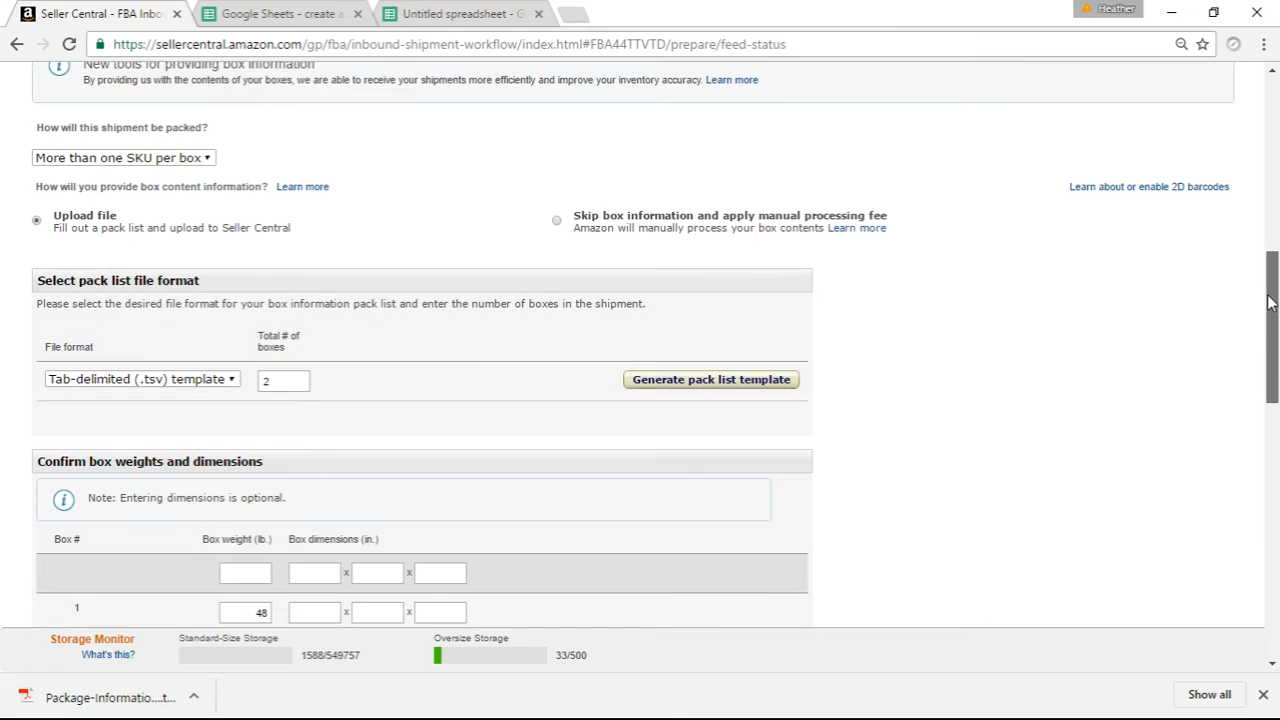 Seller Central - FBA Inbo
Google Sheets - create a
Untitled spreadsheet - G
Heather
https://sellercentral.amazon.com/gp/fba/inbound-shipment-workflow/index.html#FBA44TTVTD/prepare/feed-status
New tools for providing box information
By providing us with the contents of your boxes, we are able to receive your shipments more efficiently and improve your inventory accuracy. Learn more
How will this shipment be packed?
More than one SKU per box
How will you provide box content information? Learn more
Learn about or enable 2D barcodes
Upload file
Fill out a pack list and upload to Seller Central
Skip box information and apply manual processing fee
Amazon will manually process your box contents Learn more
Select pack list file format
Please select the desired file format for your box information pack list and enter the number of boxes in the shipment.
File format
Total # of
boxes
Tab-delimited (.tsv) template
2
Generate pack list template
Confirm box weights and dimensions
Note: Entering dimensions is optional.
Box #
Box weight (lb.)
Box dimensions (in.)
x
x
1
48
x
x
Storage Monitor
What's this?
Standard-Size Storage
1588/549757
Oversize Storage
33/500
Package-Informatio....t...
Show all